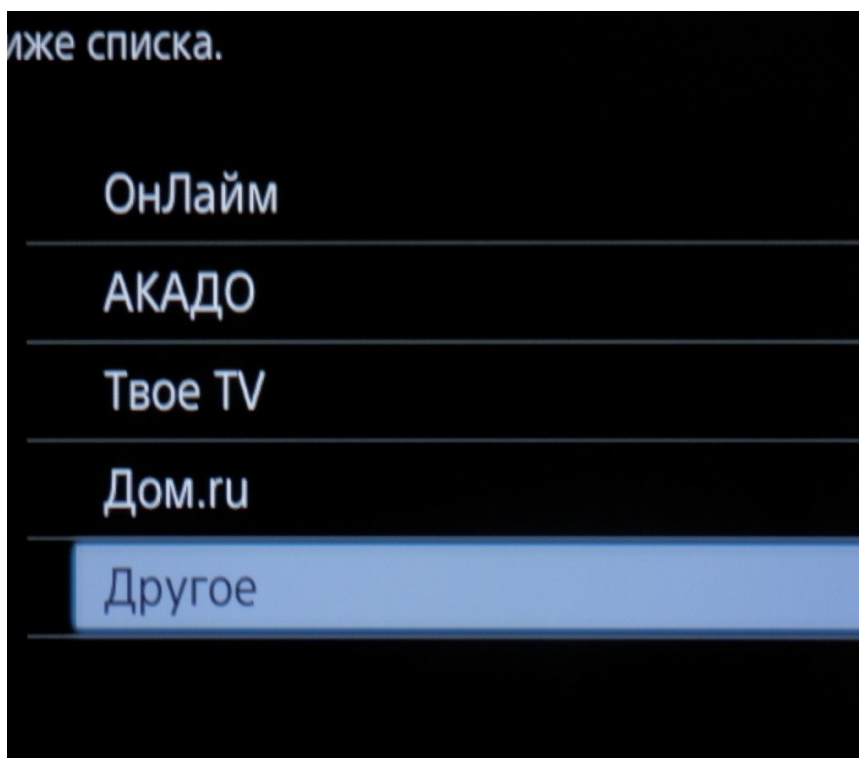 иже списка.
ОнЛайм
АКАДО
Твое TV
Дом.ru
Другое